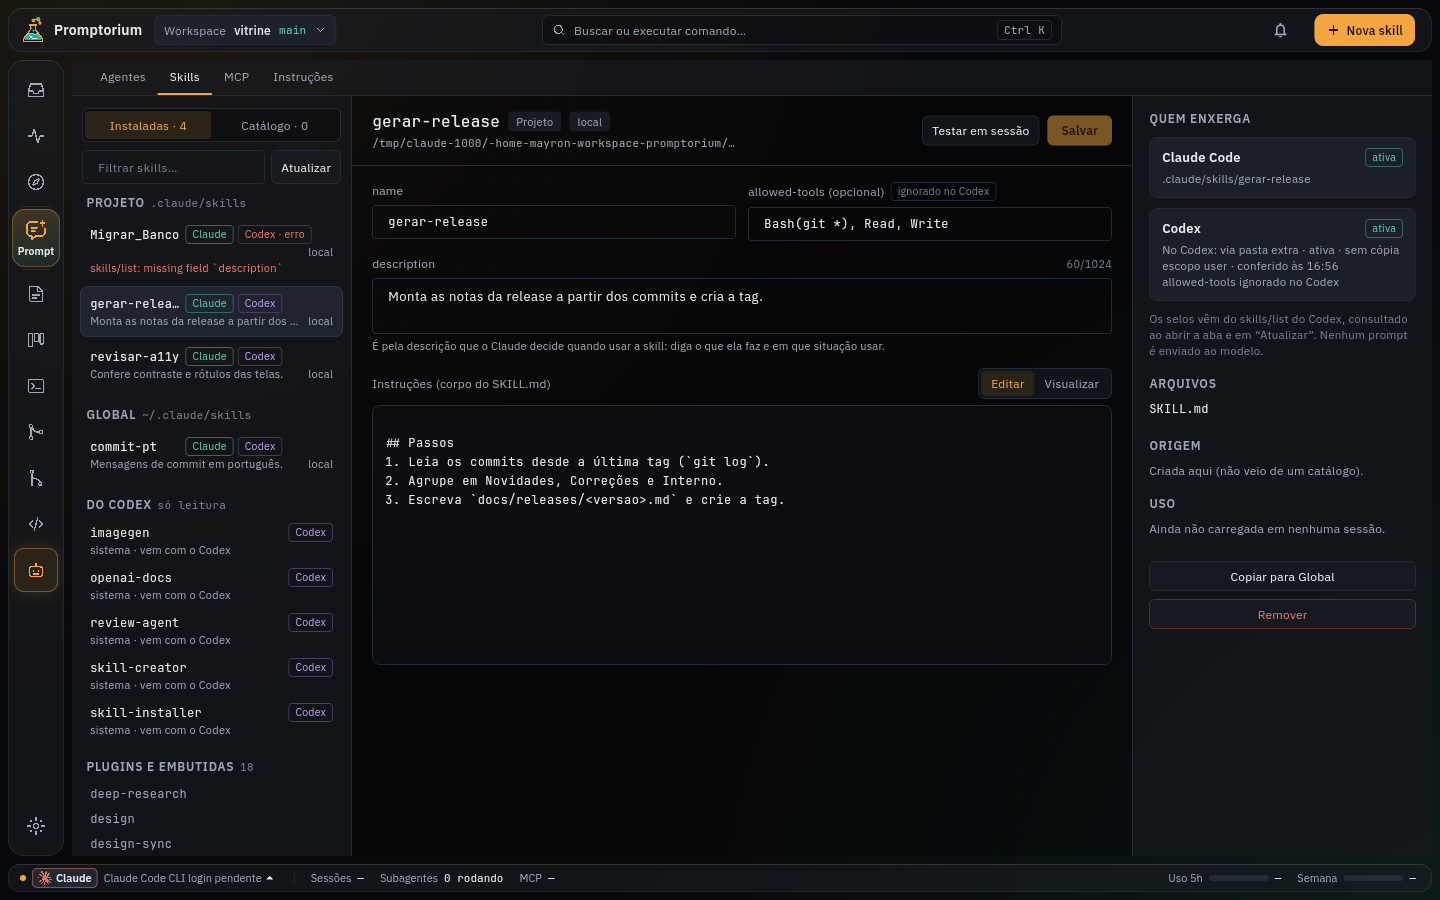 Promptorium
Workspace vitrine main
Buscar ou executar comando...
Ctrl K
+ Nova skill
Agentes
Skills
MCP
Instruções
Prompt
Instaladas · 4
Catálogo · 0
Filtrar skills...
Atualizar
PROJETO .claude/skills
Migrar_Banco Claude Codex · erro
local
skills/list: missing field `description`
gerar-relea… Claude Codex
Monta as notas da release a partir dos … local
revisar-a11y Claude Codex
Confere contraste e rótulos das telas. local
GLOBAL ~/.claude/skills
commit-pt Claude Codex
Mensagens de commit em português. local
DO CODEX só leitura
imagegen Codex
sistema · vem com o Codex
openai-docs Codex
sistema · vem com o Codex
review-agent Codex
sistema · vem com o Codex
skill-creator Codex
sistema · vem com o Codex
skill-installer Codex
sistema · vem com o Codex
PLUGINS E EMBUTIDAS 18
deep-research
design
design-sync
gerar-release Projeto local
/tmp/claude-1000/-home-mayron-workspace-promptorium/…
Testar em sessão
Salvar
name
gerar-release
allowed-tools (opcional) ignorado no Codex
Bash(git *), Read, Write
description
60/1024
Monta as notas da release a partir dos commits e cria a tag.
É pela descrição que o Claude decide quando usar a skill: diga o que ela faz e em que situação usar.
Instruções (corpo do SKILL.md)
Editar
Visualizar
## Passos
1. Leia os commits desde a última tag (`git log`).
2. Agrupe em Novidades, Correções e Interno.
3. Escreva `docs/releases/<versao>.md` e crie a tag.
QUEM ENXERGA
Claude Code ativa
.claude/skills/gerar-release
Codex ativa
No Codex: via pasta extra · ativa · sem cópia
escopo user · conferido às 16:56
allowed-tools ignorado no Codex
Os selos vêm do skills/list do Codex, consultado
ao abrir a aba e em “Atualizar”. Nenhum prompt
é enviado ao modelo.
ARQUIVOS
SKILL.md
ORIGEM
Criada aqui (não veio de um catálogo).
USO
Ainda não carregada em nenhuma sessão.
Copiar para Global
Remover
Claude
Claude Code CLI login pendente
Sessões —
Subagentes 0 rodando
MCP —
Uso 5h —
Semana —